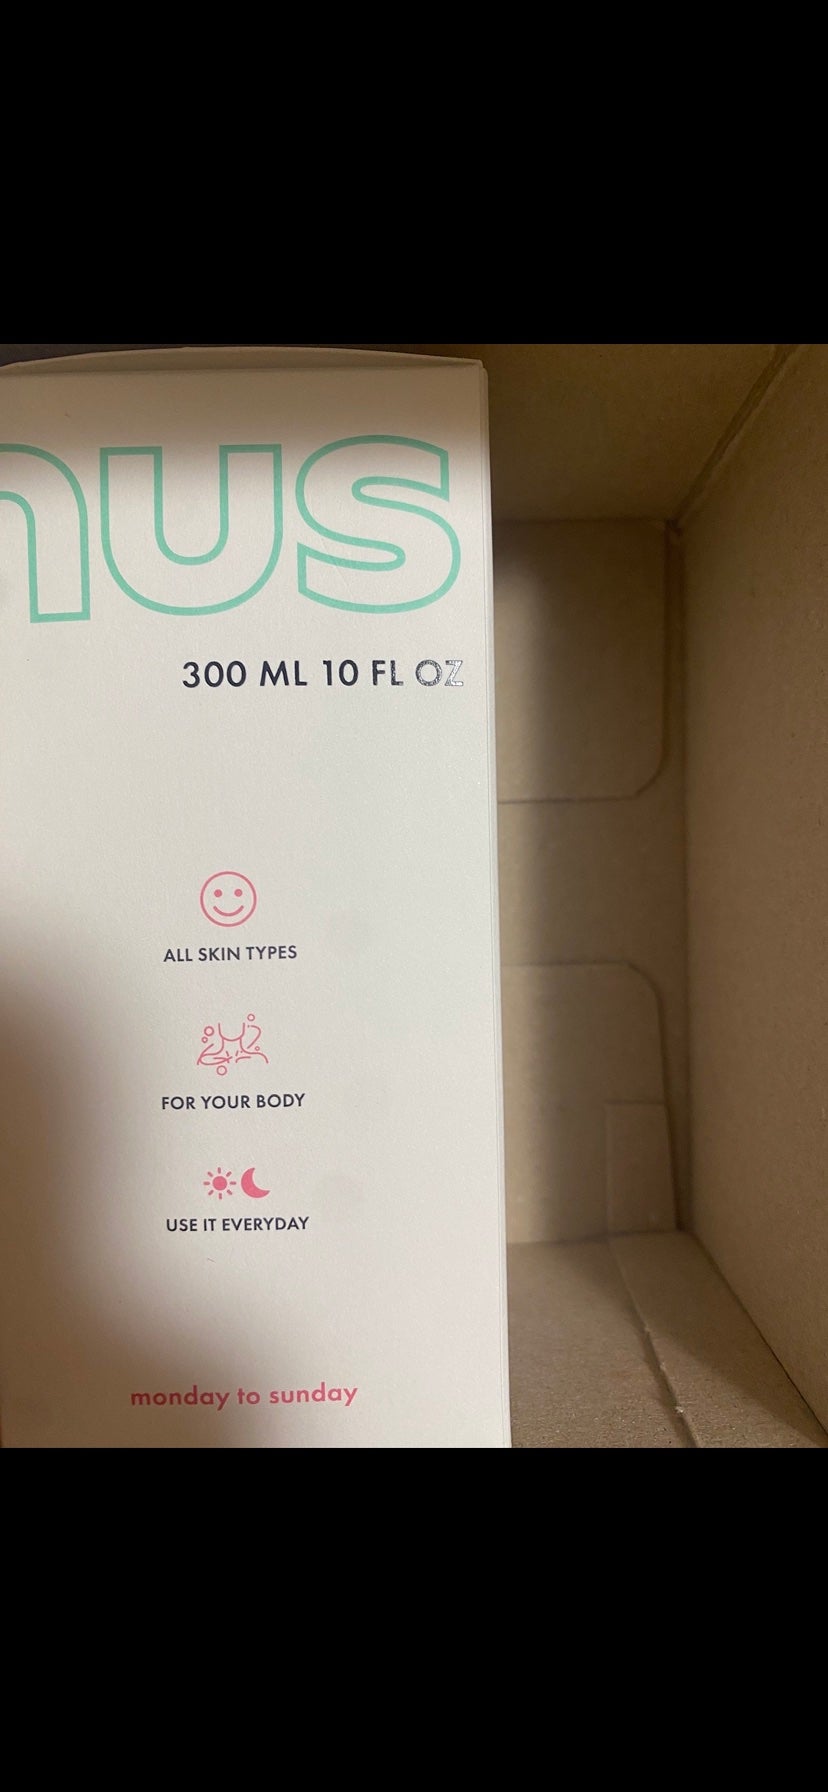 nus
300 ML 10 FL OZ
ALL SKIN TYPES
FOR YOUR BODY
USE IT EVERYDAY
monday to sunday